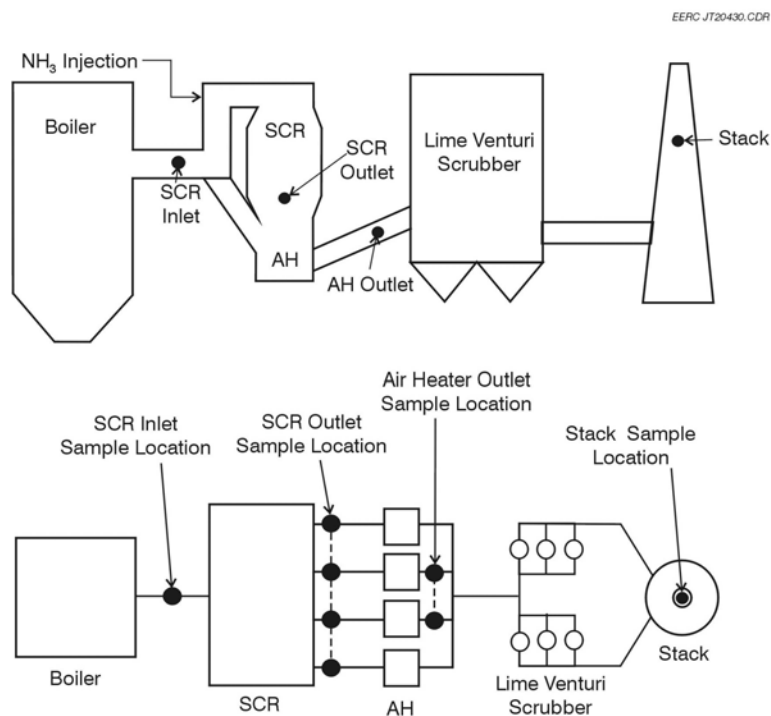 EERC JT20430.CDR
NH₃ Injection
Boiler
SCR
SCR
Outlet
SCR
Inlet
AH
AH Outlet
Lime Venturi
Scrubber
Stack
SCR Inlet
Sample Location
SCR Outlet
Sample Location
Air Heater Outlet
Sample Location
Stack Sample
Location
Boiler
SCR
AH
Lime Venturi
Scrubber
Stack